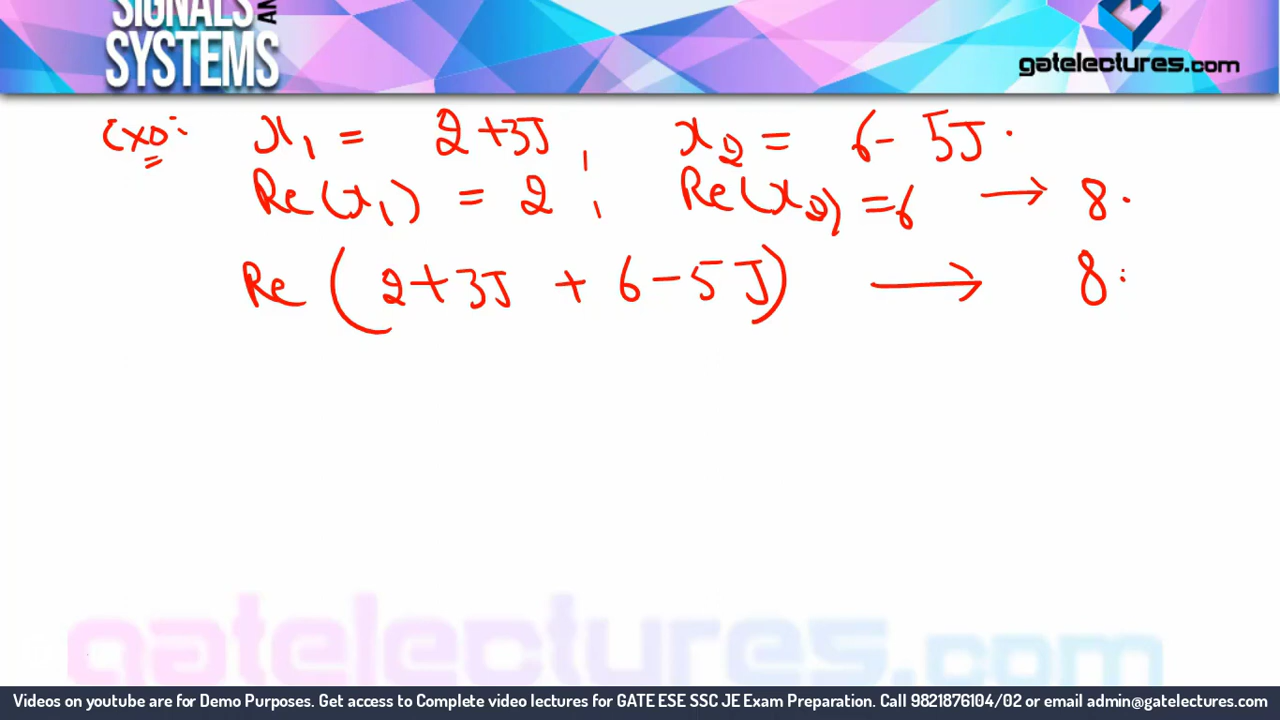 SIGNALS AN
SYSTEMS
gatelectures.com
Exo: x₁ = 2+3J ; x₂ = 6-5J.
Re(x₁) = 2 ; Re(x₂) = 6 → 8.
Re(2+3J + 6-5J) → 8.
gatelectures.com
Videos on youtube are for Demo Purposes. Get access to Complete video lectures for GATE ESE SSC JE Exam Preparation. Call 9821876104/02 or email admin@gatelectures.com